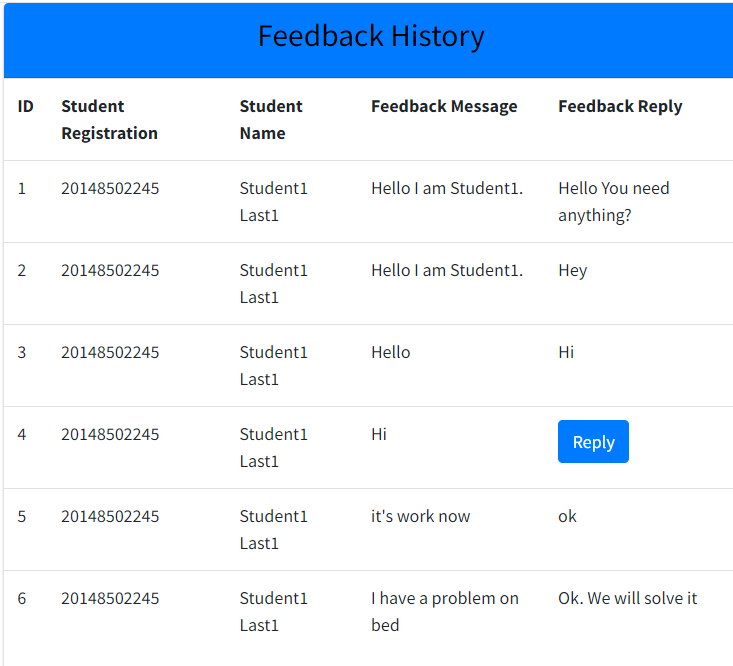 Feedback History
ID Student Registration Student Name Feedback Message Feedback Reply
1 20148502245 Student1 Last1 Hello I am Student1. Hello You need anything?
2 20148502245 Student1 Last1 Hello I am Student1. Hey
3 20148502245 Student1 Last1 Hello Hi
4 20148502245 Student1 Last1 Hi Reply
5 20148502245 Student1 Last1 it's work now ok
6 20148502245 Student1 Last1 I have a problem on bed Ok. We will solve it